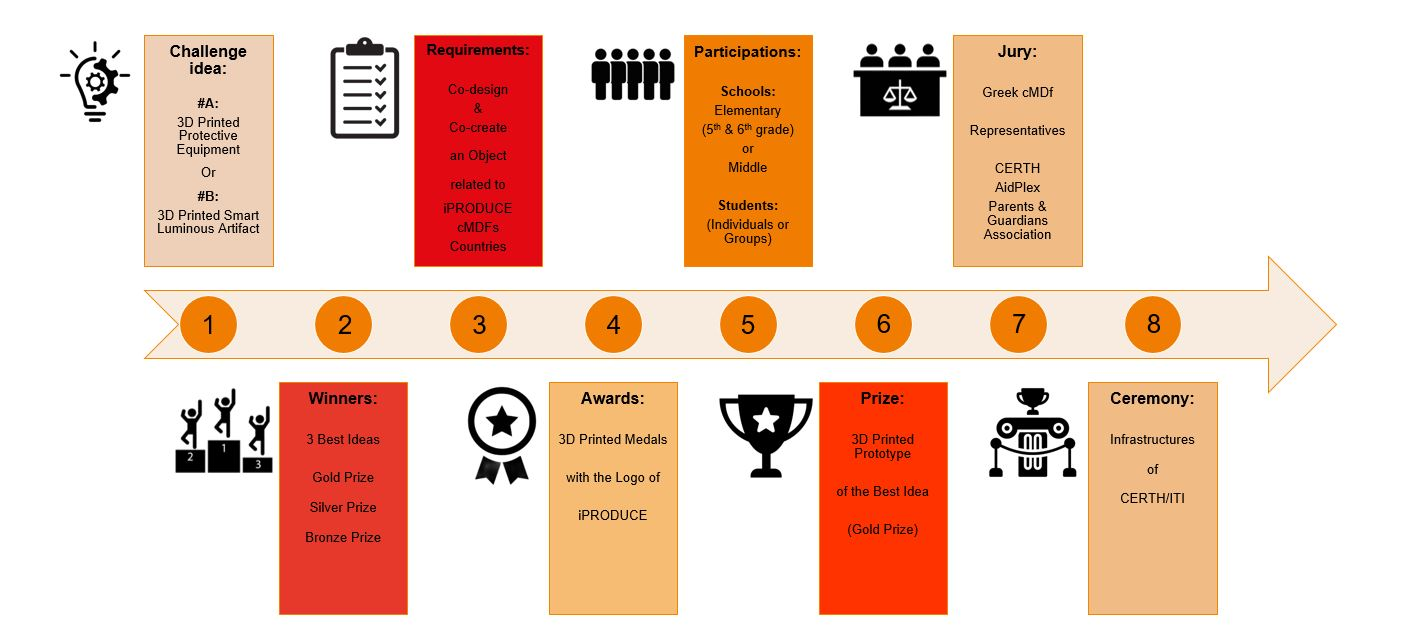 Challenge
idea:
#A:
3D Printed
Protective
Equipment
Or
#B:
3D Printed Smart
Luminous Artifact
Requirements:
Co-design
&
Co-create
an Object
related to
iPRODUCE
cMDFs
Countries
Participations:
Schools:
Elementary
(5th & 6th grade)
or
Middle
Students:
(Individuals or
Groups)
Jury:
Greek cMDf
Representatives
CERTH
AidPlex
Parents &
Guardians
Association
1 2 3 4 5 6 7 8
2 1 3
Winners:
3 Best Ideas
Gold Prize
Silver Prize
Bronze Prize
Awards:
3D Printed Medals
with the Logo of
iPRODUCE
Prize:
3D Printed
Prototype
of the Best Idea
(Gold Prize)
Ceremony:
Infrastructures
of
CERTH/ITI